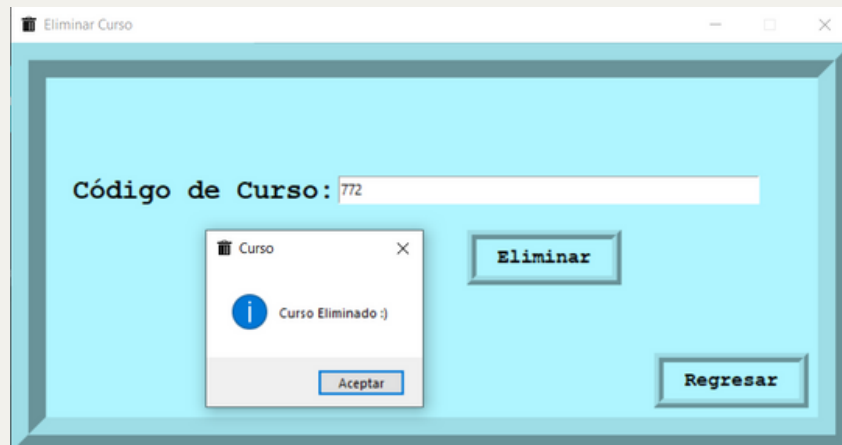 Eliminar Curso
Código de Curso: 772
Curso
Eliminar
Curso Eliminado :)
Aceptar
Regresar